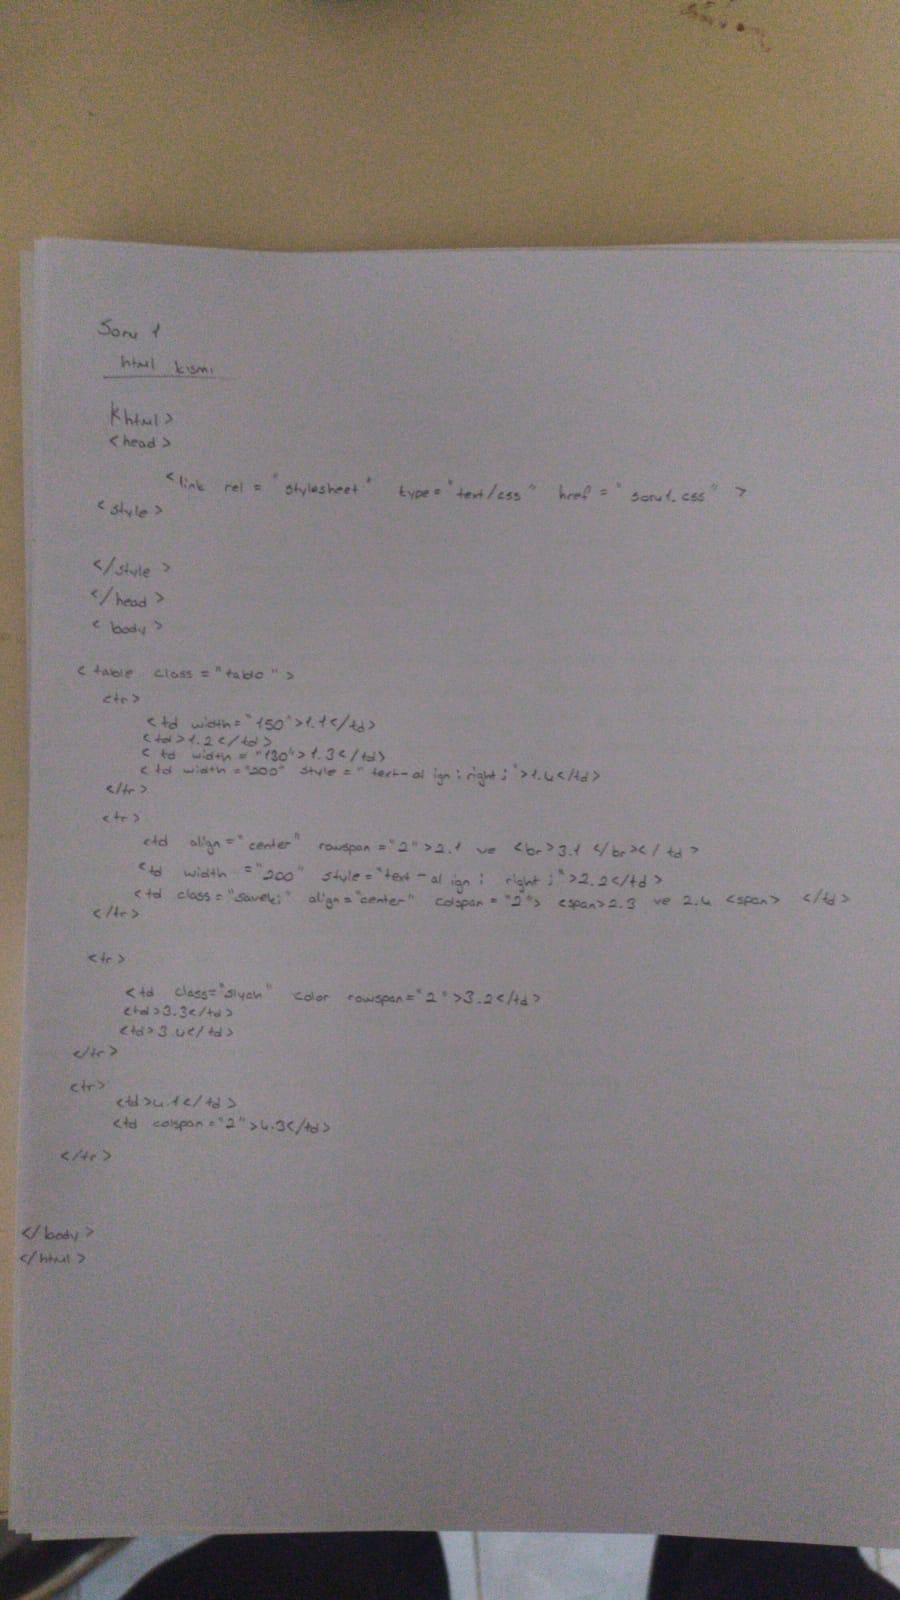 Soru 1
html kısmı
<html>
<head>
<link rel = "stylesheet" type="text/css" href = "soru1.css" >
<style>
</style>
</head>
<body>
<table class = "tablo">
<tr>
<td width="150">1.1</td>
<td>1.2</td>
<td width = "130">1.3</td>
<td width="200" style = "text-align:right;">1.4</td>
</tr>
<tr>
<td align="center" rowspan="2">2.1 ve <br>3.1 </br></td>
<td width ="200" style="text-align: right;">2.2</td>
<td class="saveki" align="center" colspan = "2"> <span>2.3 ve 2.4 <span> </td>
</tr>
<tr>
<td class="siyah" color rowspan="2">3.2</td>
<td>3.3</td>
<td>3.4</td>
</tr>
<tr>
<td>4.1</td>
<td colspan="2">4.3</td>
</tr>
</body>
</html>